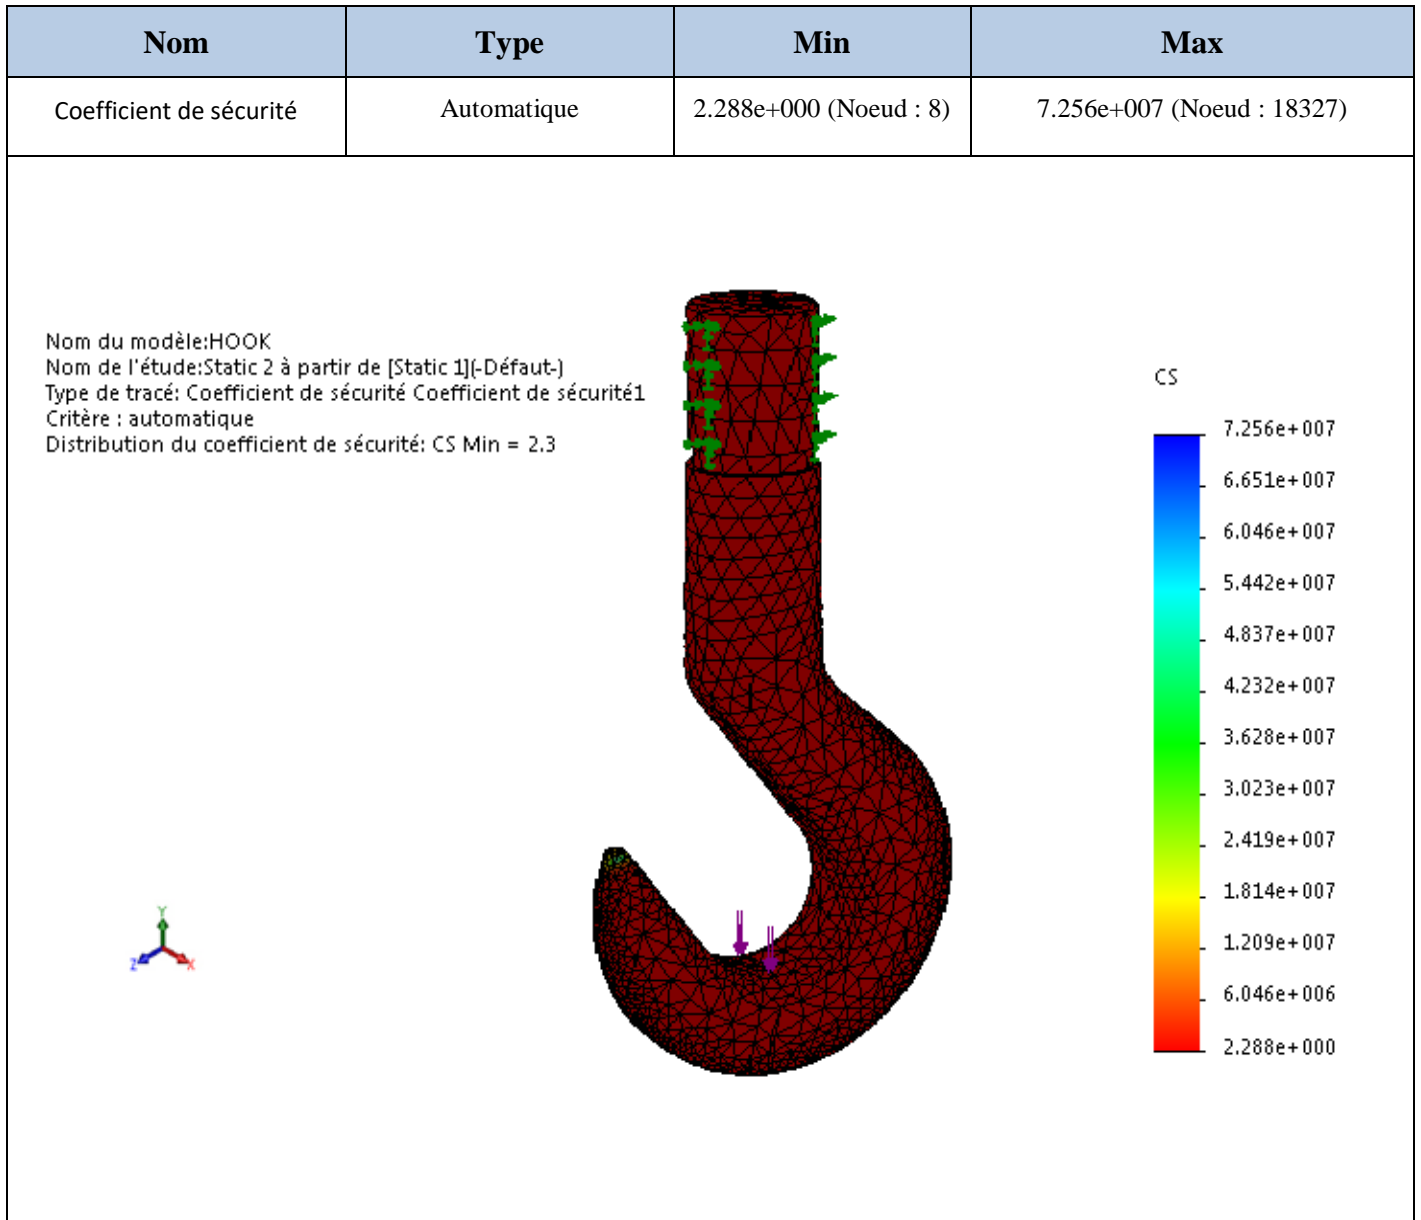 Nom Type Min Max
Coefficient de sécurité Automatique 2.288e+000 (Noeud : 8) 7.256e+007 (Noeud : 18327)
Nom du modèle:HOOK
Nom de l'étude:Static 2 à partir de [Static 1](-Défaut-)
Type de tracé: Coefficient de sécurité Coefficient de sécurité1
Critère : automatique
Distribution du coefficient de sécurité: CS Min = 2.3
CS
7.256e+007
6.651e+007
6.046e+007
5.442e+007
4.837e+007
4.232e+007
3.628e+007
3.023e+007
2.419e+007
1.814e+007
1.209e+007
6.046e+006
2.288e+000
Y
Z X